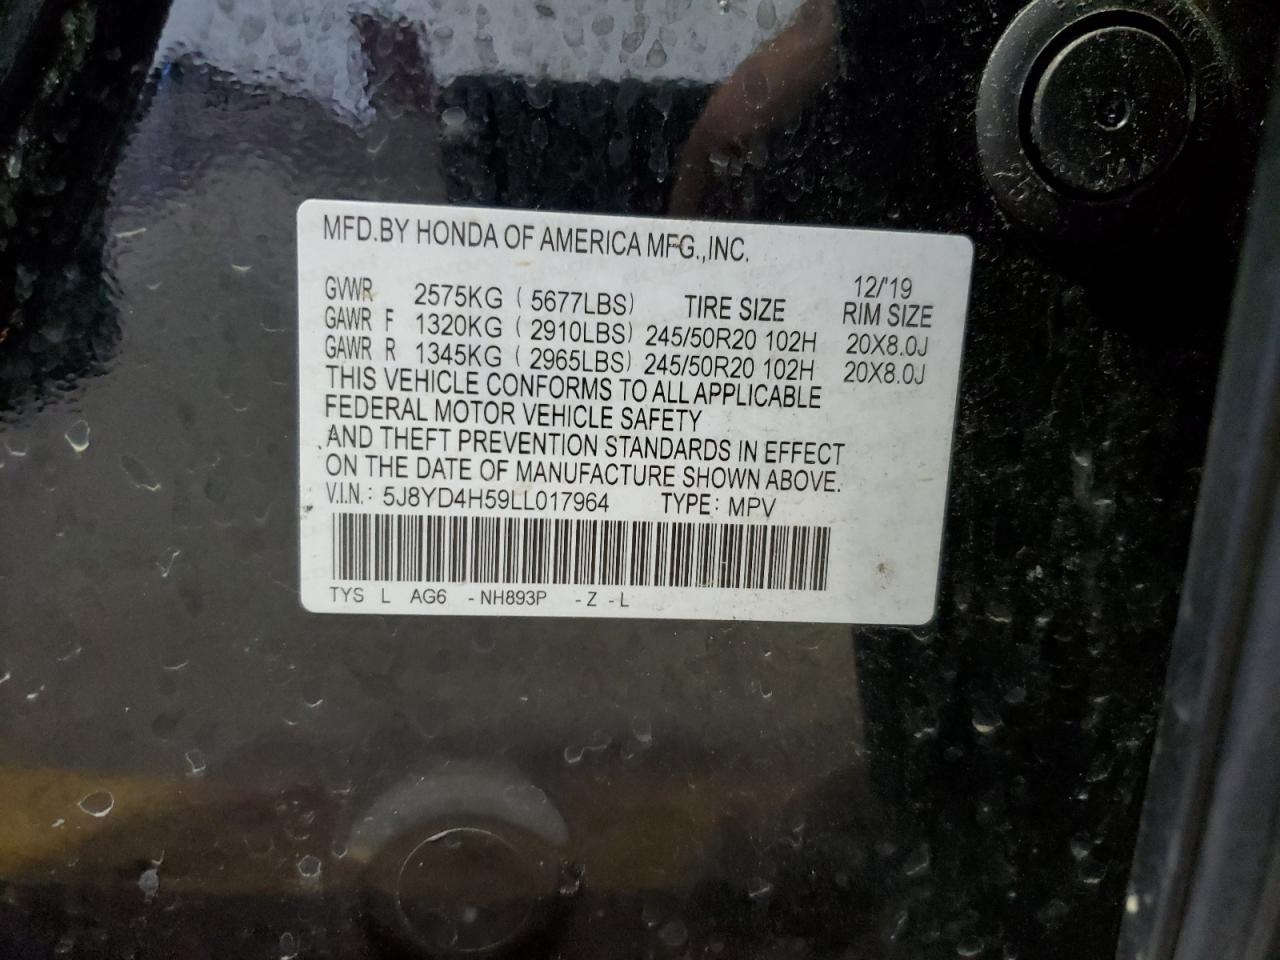 MFD.BY HONDA OF AMERICA MFG.,INC.
12/'19
GVWR 2575KG ( 5677LBS) TIRE SIZE RIM SIZE
GAWR F 1320KG ( 2910LBS) 245/50R20 102H 20X8.0J
GAWR R 1345KG ( 2965LBS) 245/50R20 102H 20X8.0J
THIS VEHICLE CONFORMS TO ALL APPLICABLE
FEDERAL MOTOR VEHICLE SAFETY
AND THEFT PREVENTION STANDARDS IN EFFECT
ON THE DATE OF MANUFACTURE SHOWN ABOVE.
V.I.N.: 5J8YD4H59LL017964 TYPE: MPV
TYS L AG6 -NH893P -Z -L